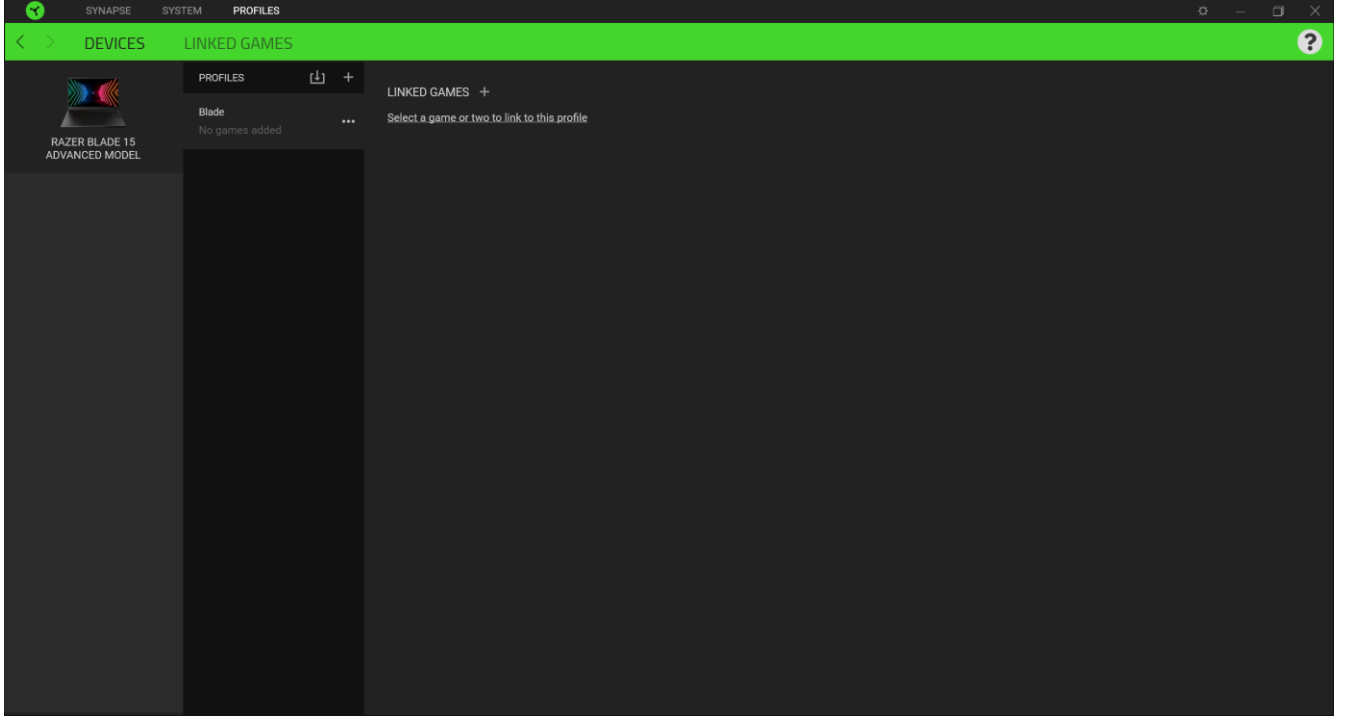 SYNAPSE SYSTEM PROFILES
DEVICES LINKED GAMES
RAZER BLADE 15
ADVANCED MODEL
PROFILES
Blade
No games added
LINKED GAMES
Select a game or two to link to this profile